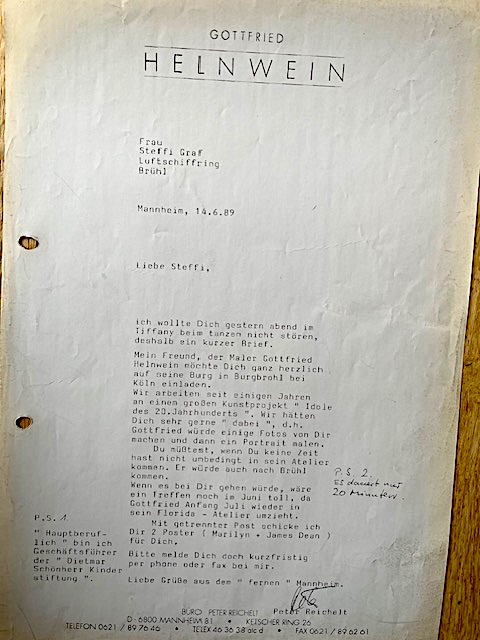 GOTTFRIED
HELNWEIN
Frau
Steffi Graf
Luftschiffring
Brühl
Mannheim, 14.6.89
Liebe Steffi,
ich wollte Dich gestern abend im
Tiffany beim tanzen nicht stören,
deshalb ein kurzer Brief.
Mein Freund, der Maler Gottfried
Helnwein möchte Dich ganz herzlich
auf seine Burg in Burgbrohl bei
Köln einladen.
Wir arbeiten seit einigen Jahren
an einem großen Kunstprojekt " Idole
des 20.Jahrhunderts ". Wir hätten
Dich sehr gerne " dabei ", d.h.
Gottfried würde einige Fotos von Dir
machen und dann ein Portrait malen.
Du müßtest, wenn Du keine Zeit
hast nicht unbedingt in sein Atelier
kommen. Er würde auch nach Brühl
kommen.
Wenn es bei Dir gehen würde, wäre
ein Treffen noch im Juni toll, da
Gottfried Anfang Juli wieder in
sein Florida - Atelier umzieht.
Mit getrennter Post schicke ich
Dir 2 Poster ( Marilyn + James Dean )
für Dich.
Bitte melde Dich doch kurzfristig
per phone oder fax bei mir.
Liebe Grüße aus dem " fernen " Mannheim.
Peter Reichelt
P.S. 1.
" Hauptberuf-
lich " bin ich
Geschäftsführer
der " Dietmar
Schönherr Kinder
stiftung ".
P.S. 2.
Es dauert nur
20 Minuten.
BÜRO PETER REICHELT
D-6800 MANNHEIM 81 • KETSCHER RING 26
TELEFON 0621 / 89 76 46 • TELEX 46 36 38 alc d • FAX 0621 / 89 62 61